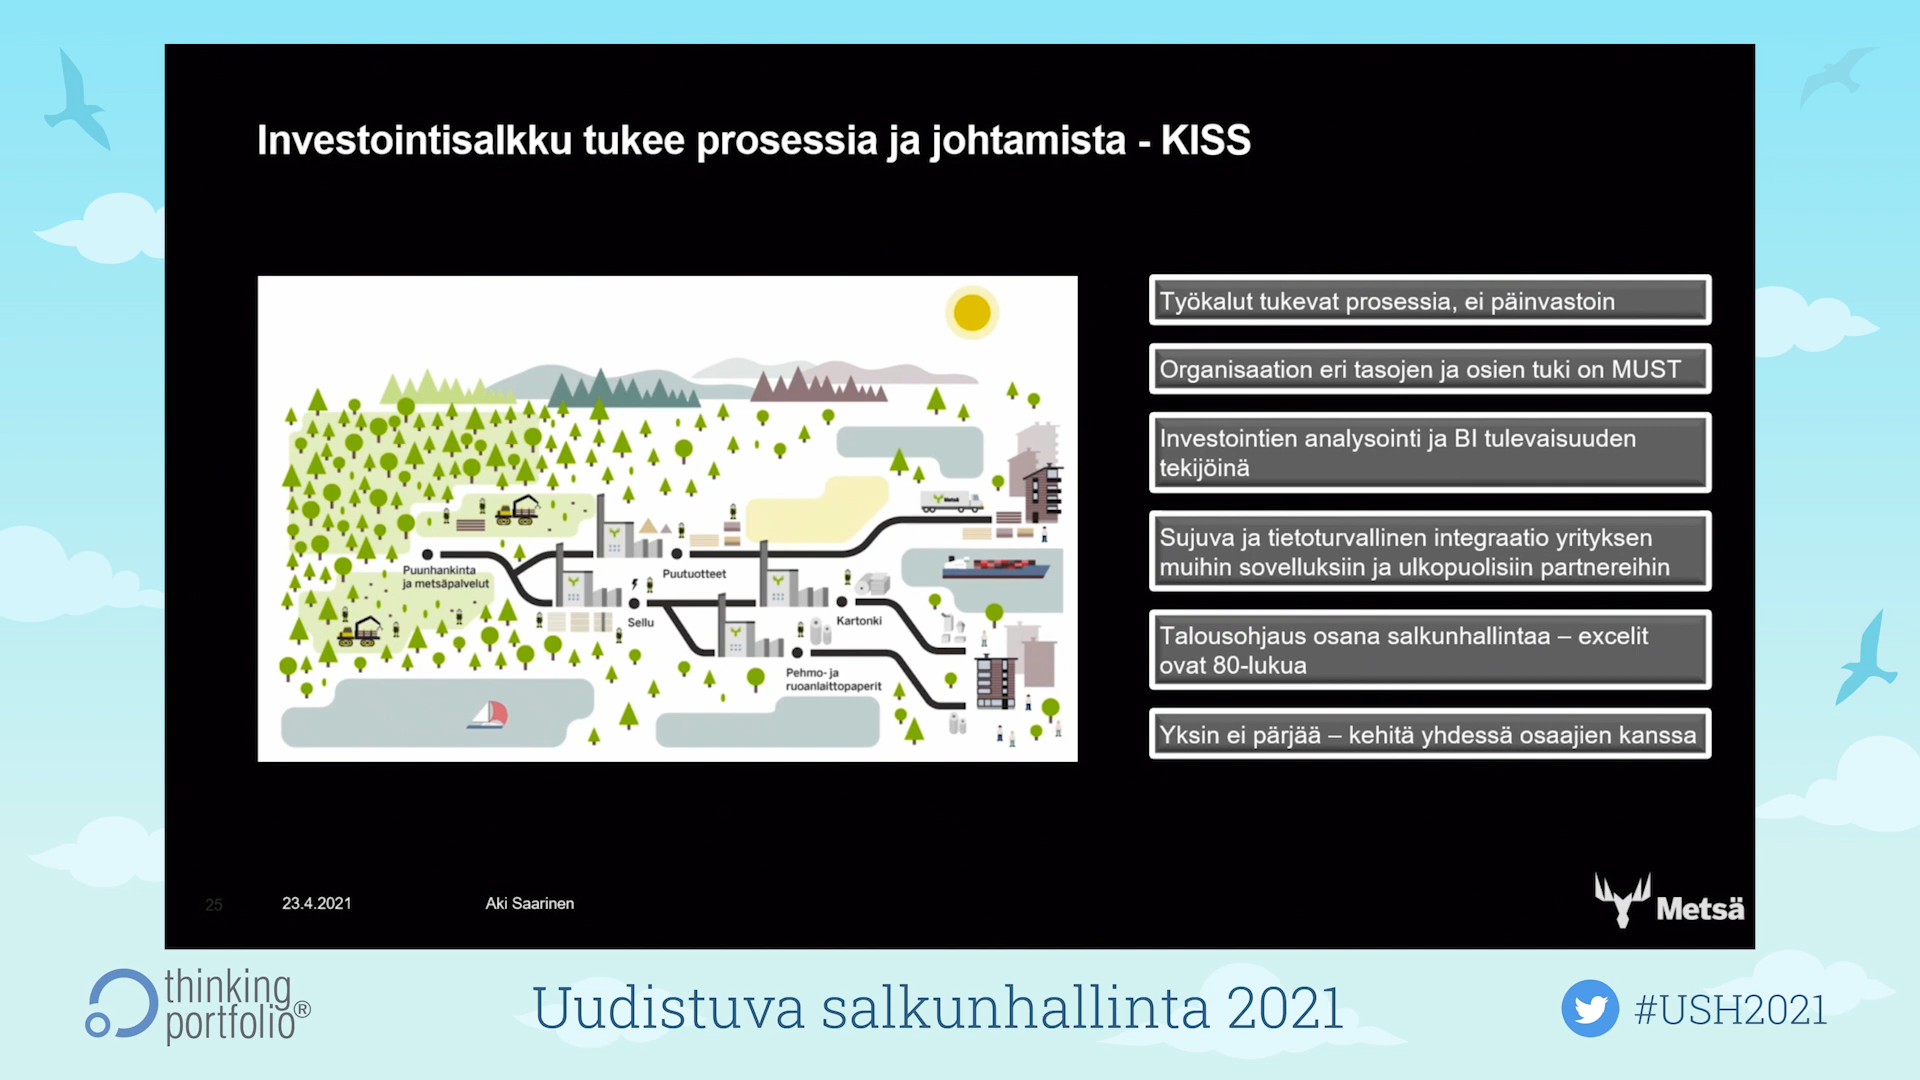 Investointisalkku tukee prosessia ja johtamista - KISS
Metsä
Puunhankinta
ja metsäpalvelut
Puutuotteet
Sellu
Kartonki
Pehmo- ja
ruoanlaittopaperit
Työkalut tukevat prosessia, ei päinvastoin
Organisaation eri tasojen ja osien tuki on MUST
Investointien analysointi ja BI tulevaisuuden
tekijöinä
Sujuva ja tietoturvallinen integraatio yrityksen
muihin sovelluksiin ja ulkopuolisiin partnereihin
Talousohjaus osana salkunhallintaa – excelit
ovat 80-lukua
Yksin ei pärjää – kehitä yhdessä osaajien kanssa
25
23.4.2021
Aki Saarinen
Metsä
thinking
portfolio®
Uudistuva salkunhallinta 2021
#USH2021